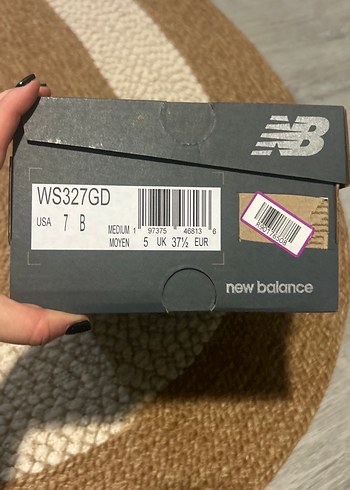 NB
WS327GD
USA 7 B
MEDIUM 1 97375 46813 6
MOYEN 5 UK 37½ EUR
new balance